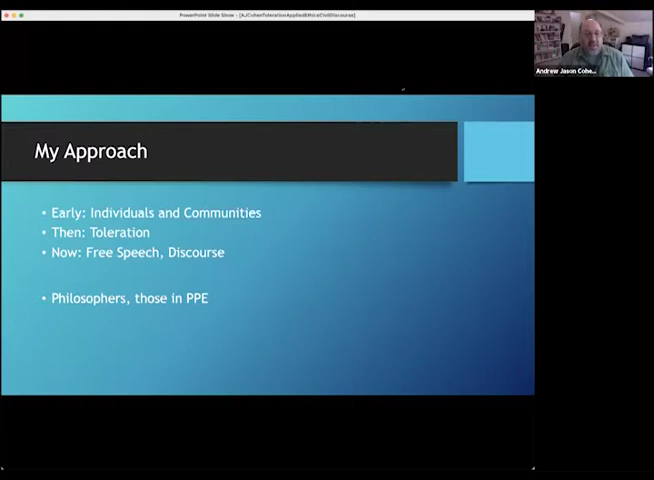 PowerPoint Slide Show - [AJCohenTolerationAppliedEthicsCivilDiscourse]
Andrew Jason Cohe...
My Approach
• Early: Individuals and Communities
• Then: Toleration
• Now: Free Speech, Discourse
• Philosophers, those in PPE